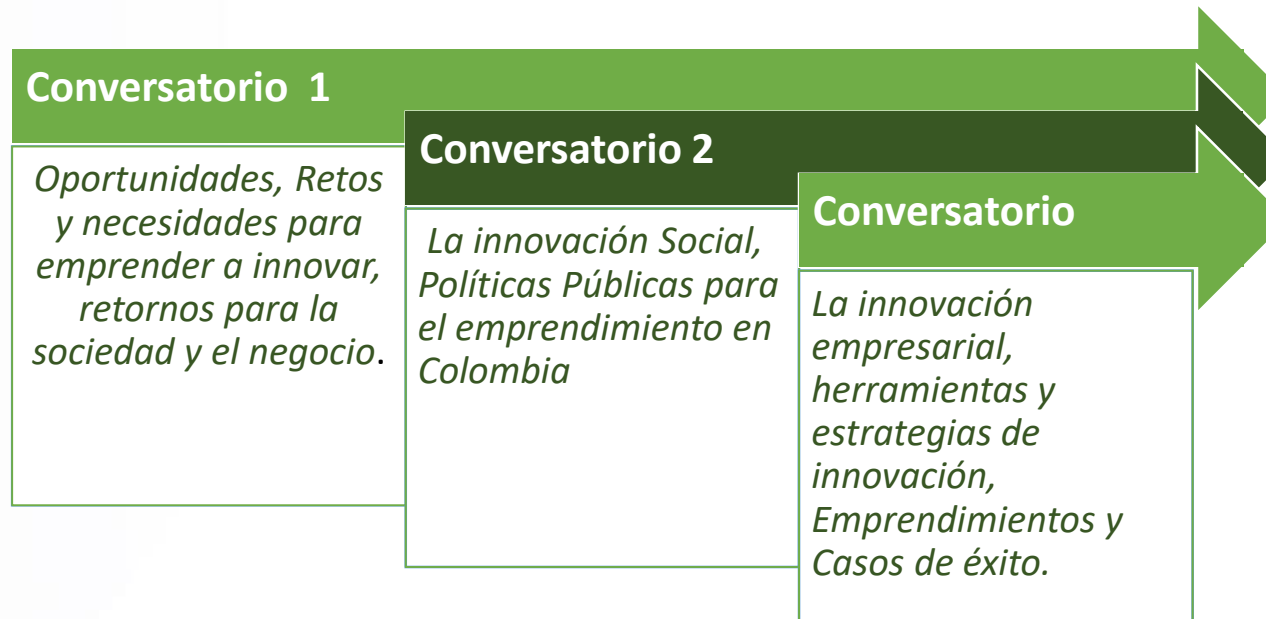 Conversatorio 1
Oportunidades, Retos
y necesidades para
emprender a innovar,
retornos para la
sociedad y el negocio.
Conversatorio 2
La innovación Social,
Políticas Públicas para
el emprendimiento en
Colombia
Conversatorio
La innovación
empresarial,
herramientas y
estrategias de
innovación,
Emprendimientos y
Casos de éxito.